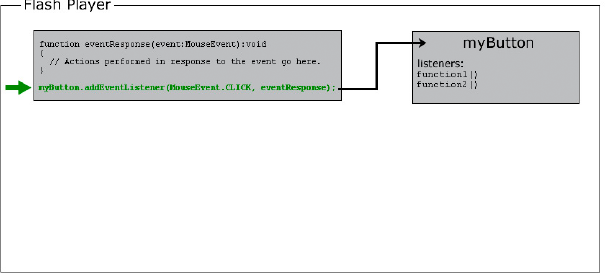 Flash Player
function eventResponse(event:MouseEvent):void
{
// Actions performed in response to the event go here.
}
myButton.addEventListener(MouseEvent.CLICK, eventResponse);
myButton
listeners:
function1()
function2()